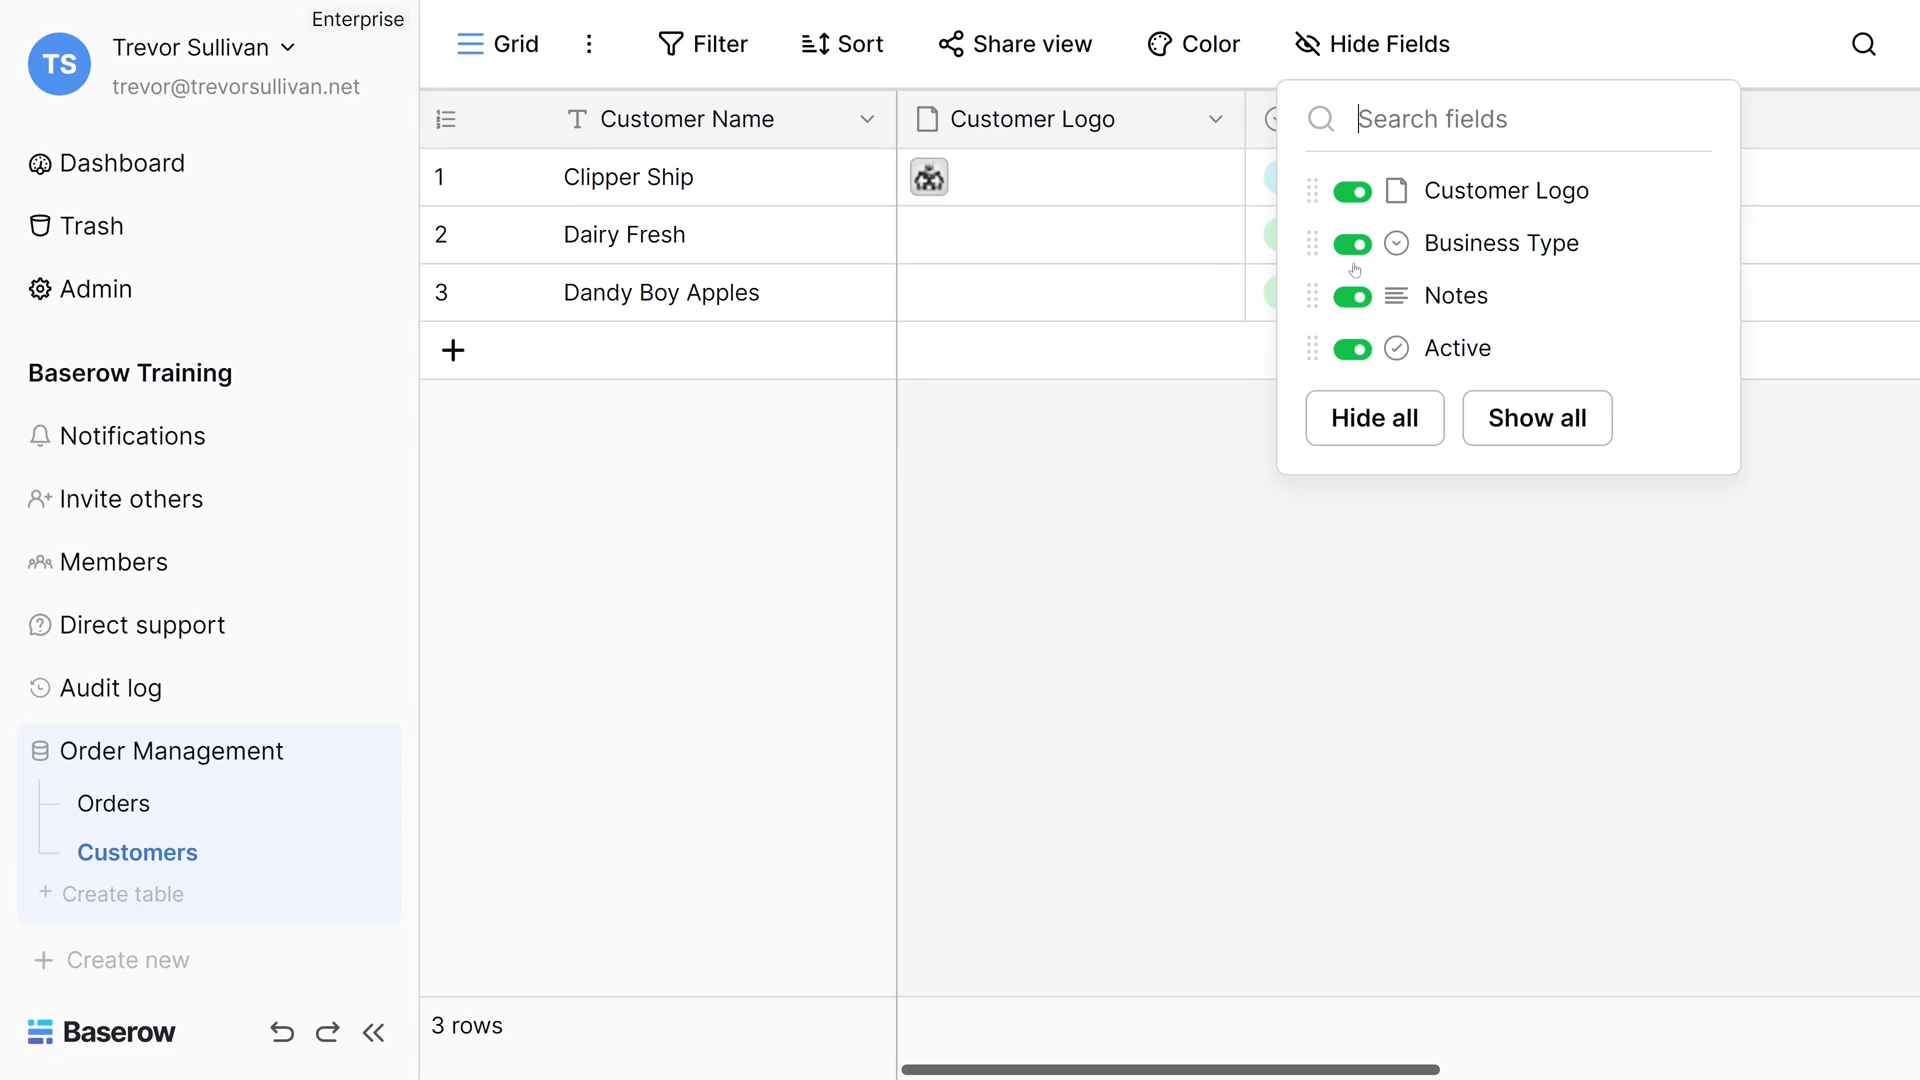 Enterprise
TS
Trevor Sullivan
trevor@trevorsullivan.net
Dashboard
Trash
Admin
Baserow Training
Notifications
Invite others
Members
Direct support
Audit log
Order Management
Orders
Customers
+ Create table
+ Create new
Baserow
Grid
Filter
Sort
Share view
Color
Hide Fields
Customer Name
Customer Logo
1 Clipper Ship
2 Dairy Fresh
3 Dandy Boy Apples
+
3 rows
Search fields
Customer Logo
Business Type
Notes
Active
Hide all
Show all